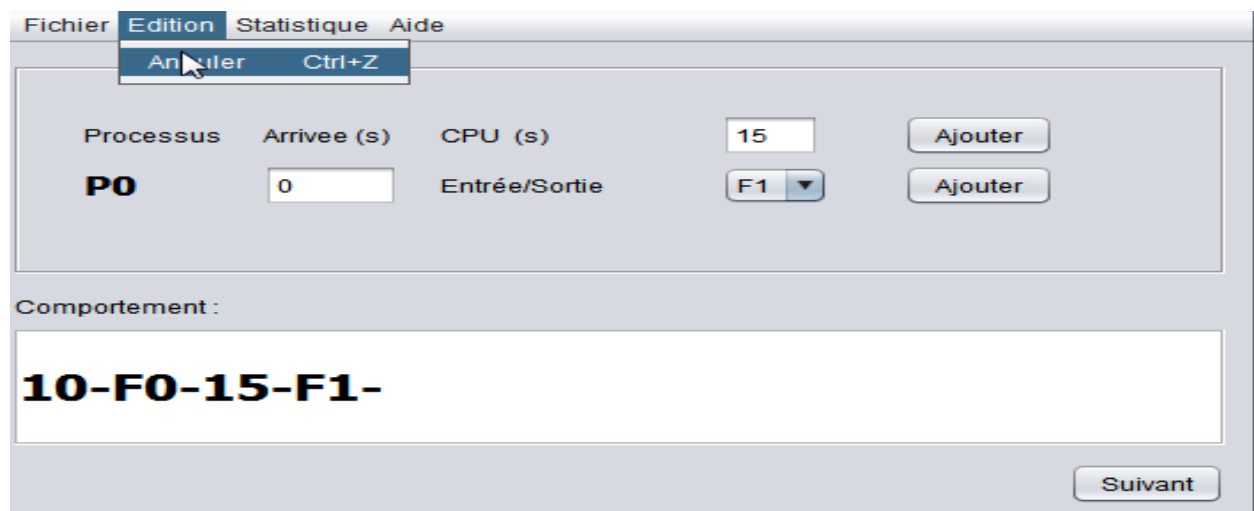 Fichier Edition Statistique Aide
Annuler Ctrl+Z
Processus Arrivee (s) CPU (s) 15 Ajouter
P0 0 Entrée/Sortie F1 Ajouter
Comportement :
10-F0-15-F1-
Suivant